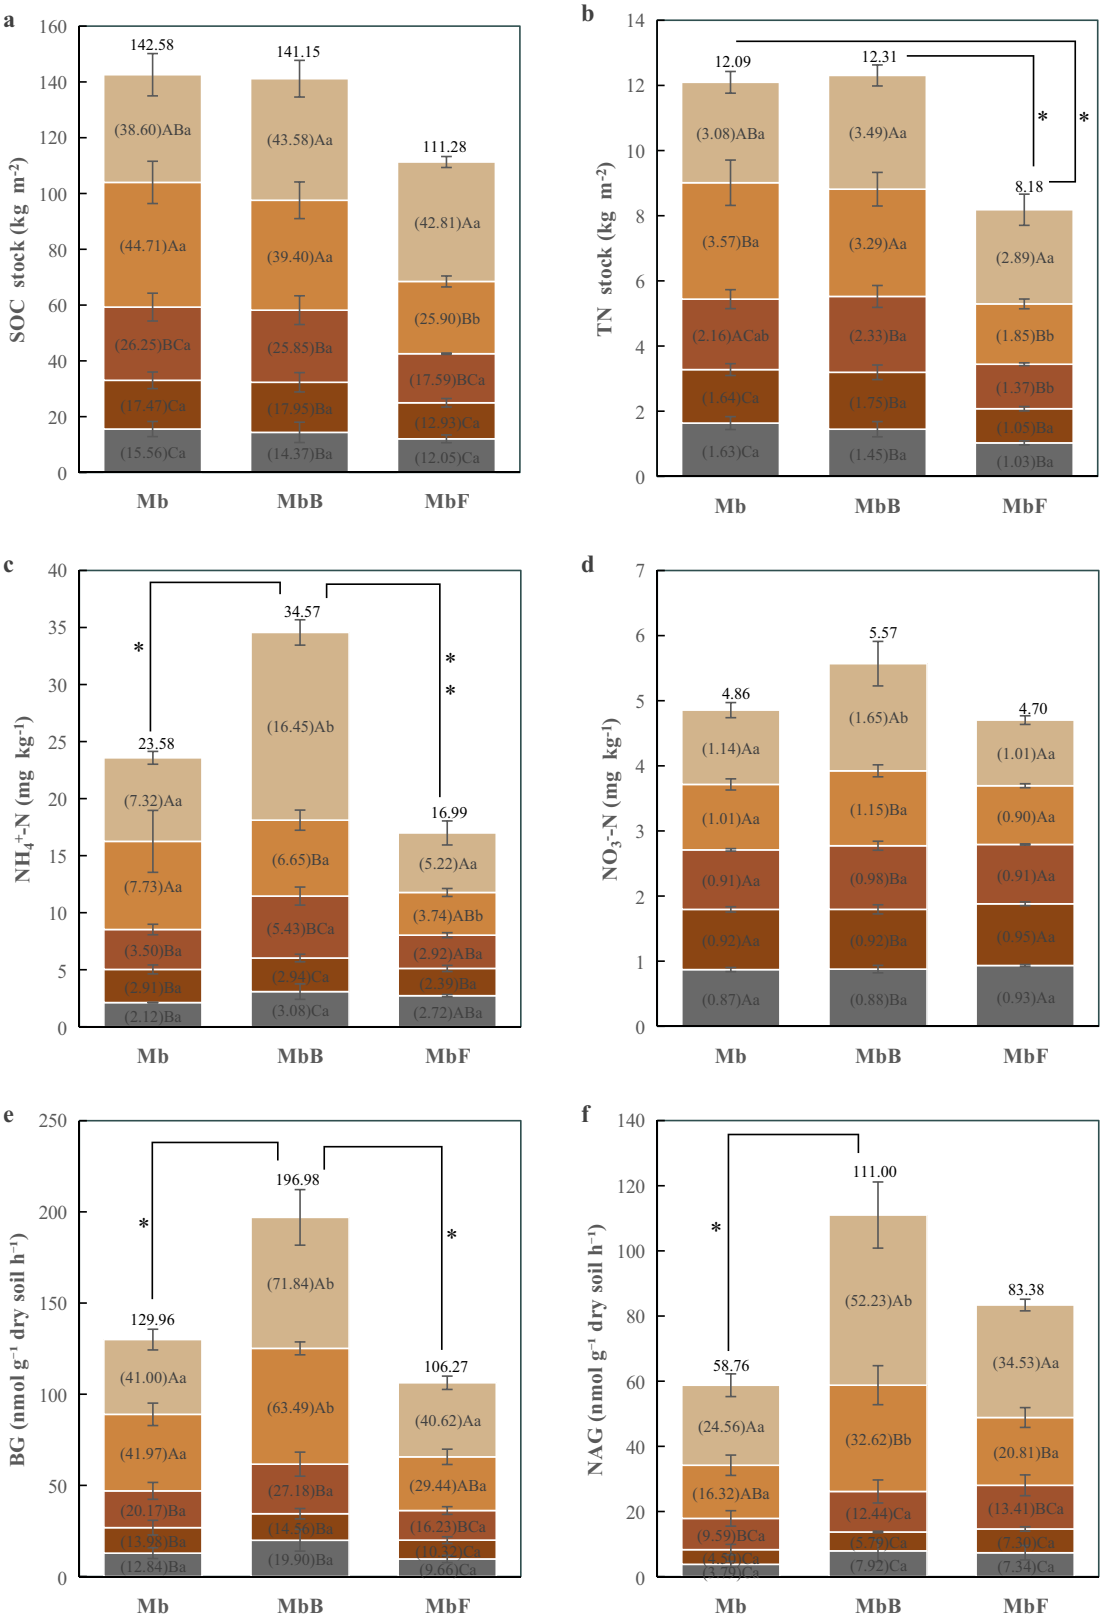 a
SOC stock (kg m⁻²)
160
140
120
100
80
60
40
20
0
142.58
141.15
111.28
(38.60)ABa
(43.58)Aa
(42.81)Aa
(44.71)Aa
(39.40)Aa
(25.90)Bb
(26.25)BCa
(25.85)Ba
(17.59)BCa
(17.47)Ca
(17.95)Ba
(12.93)Ca
(15.56)Ca
(14.37)Ba
(12.05)Ca
Mb MbB MbF
b
TN stock (kg m⁻²)
14
12
10
8
6
4
2
0
12.09
12.31
8.18
* *
(3.08)ABa
(3.49)Aa
(2.89)Aa
(3.57)Ba
(3.29)Aa
(1.85)Bb
(2.16)ACab
(2.33)Ba
(1.37)Bb
(1.64)Ca
(1.75)Ba
(1.05)Ba
(1.63)Ca
(1.45)Ba
(1.03)Ba
Mb MbB MbF
c
NH₄⁺-N (mg kg⁻¹)
40
35
30
25
20
15
10
5
0
23.58
34.57
16.99
*
*
*
(7.32)Aa
(16.45)Ab
(5.22)Aa
(7.73)Aa
(6.65)Ba
(3.74)ABb
(3.50)Ba
(5.43)BCa
(2.92)ABa
(2.91)Ba
(2.94)Ca
(2.39)Ba
(2.12)Ba
(3.08)Ca
(2.72)ABa
Mb MbB MbF
d
NO₃⁻-N (mg kg⁻¹)
7
6
5
4
3
2
1
0
4.86
5.57
4.70
(1.14)Aa
(1.65)Ab
(1.01)Aa
(1.01)Aa
(1.15)Ba
(0.90)Aa
(0.91)Aa
(0.98)Ba
(0.91)Aa
(0.92)Aa
(0.92)Ba
(0.95)Aa
(0.87)Aa
(0.88)Ba
(0.93)Aa
Mb MbB MbF
e
BG (nmol g⁻¹ dry soil h⁻¹)
250
200
150
100
50
0
129.96
196.98
106.27
*
*
(41.00)Aa
(71.84)Ab
(40.62)Aa
(41.97)Aa
(63.49)Ab
(29.44)ABa
(20.17)Ba
(27.18)Ba
(16.23)BCa
(13.98)Ba
(14.56)Ba
(10.32)Ca
(12.84)Ba
(19.90)Ba
(9.66)Ca
Mb MbB MbF
f
NAG (nmol g⁻¹ dry soil h⁻¹)
140
120
100
80
60
40
20
0
58.76
111.00
83.38
*
(24.56)Aa
(52.23)Ab
(34.53)Aa
(16.32)ABa
(32.62)Bb
(20.81)Ba
(9.59)BCa
(12.44)Ca
(13.41)BCa
(4.50)Ca
(5.79)Ca
(7.30)Ca
(3.79)Ca
(7.92)Ca
(7.34)Ca
Mb MbB MbF